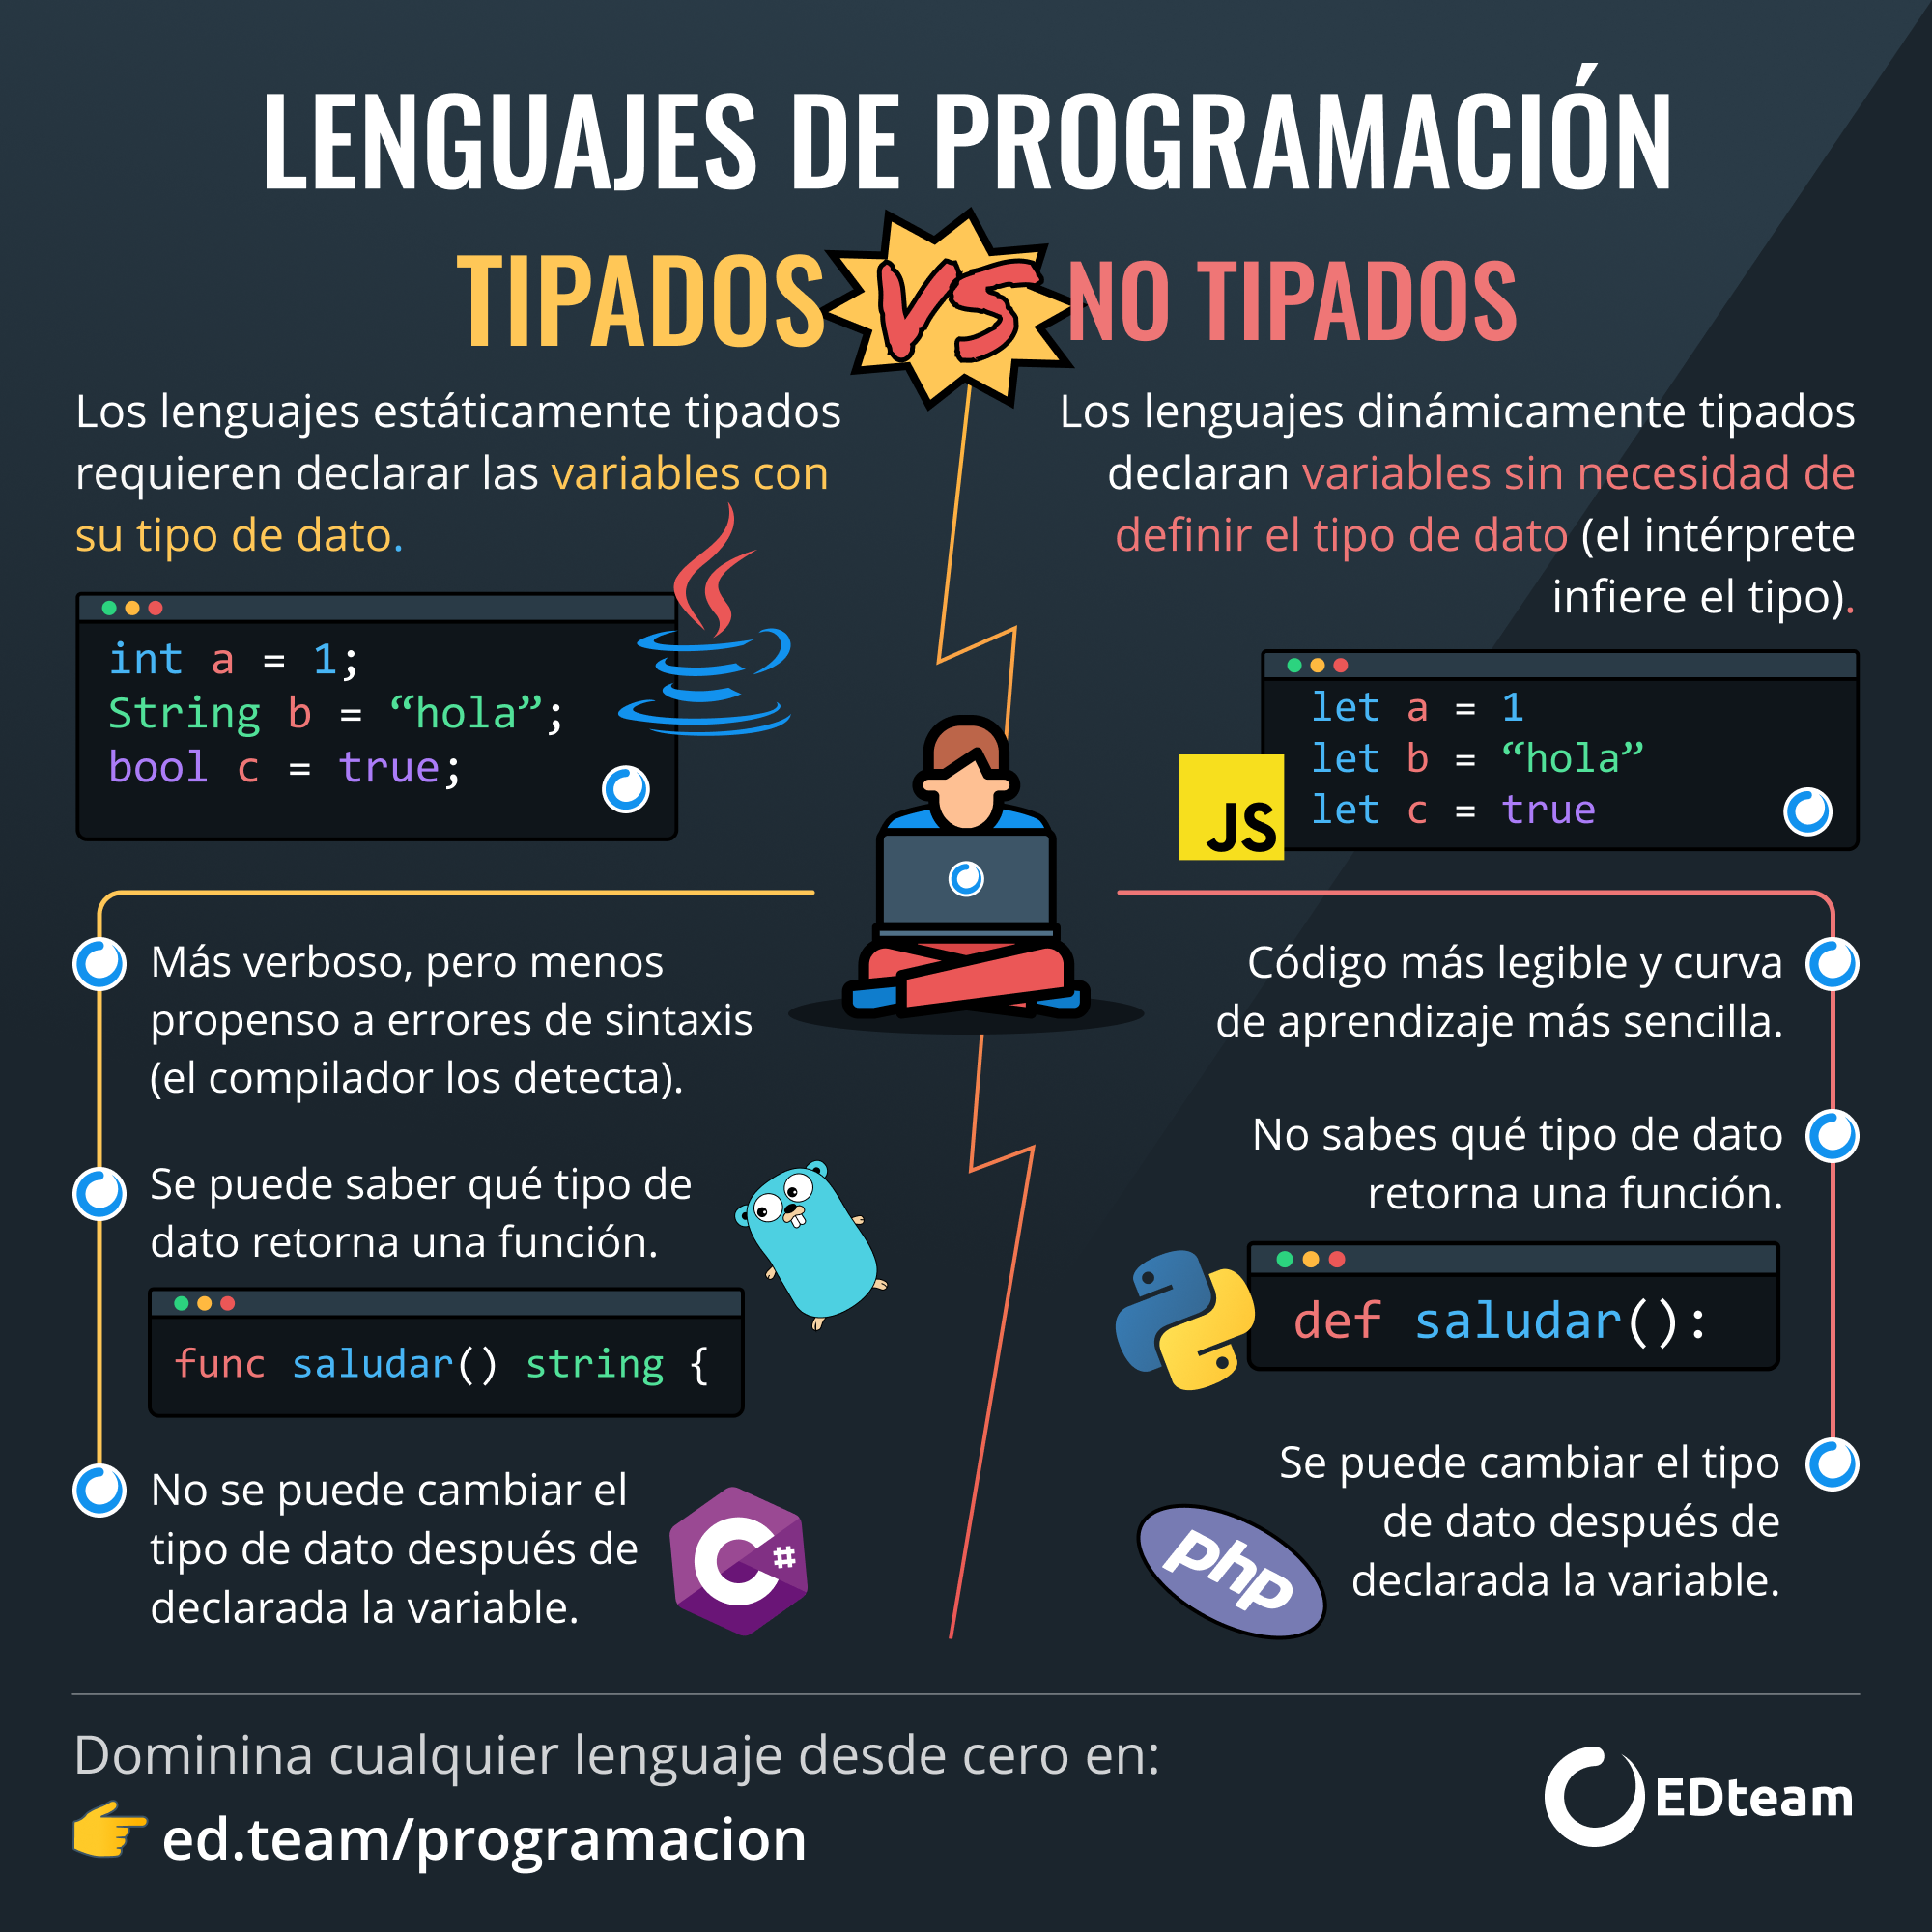 LENGUAJES DE PROGRAMACIÓN
TIPADOS VS NO TIPADOS
Los lenguajes estáticamente tipados
requieren declarar las variables con
su tipo de dato.
int a = 1;
String b = “hola”;
bool c = true;
Más verboso, pero menos
propenso a errores de sintaxis
(el compilador los detecta).
Se puede saber qué tipo de
dato retorna una función.
func saludar() string {
No se puede cambiar el
tipo de dato después de
declarada la variable.
C#
Los lenguajes dinámicamente tipados
declaran variables sin necesidad de
definir el tipo de dato (el intérprete
infiere el tipo).
let a = 1
let b = “hola”
let c = true
JS
Código más legible y curva
de aprendizaje más sencilla.
No sabes qué tipo de dato
retorna una función.
def saludar():
Se puede cambiar el tipo
de dato después de
declarada la variable.
php
Dominina cualquier lenguaje desde cero en:
ed.team/programacion
EDteam